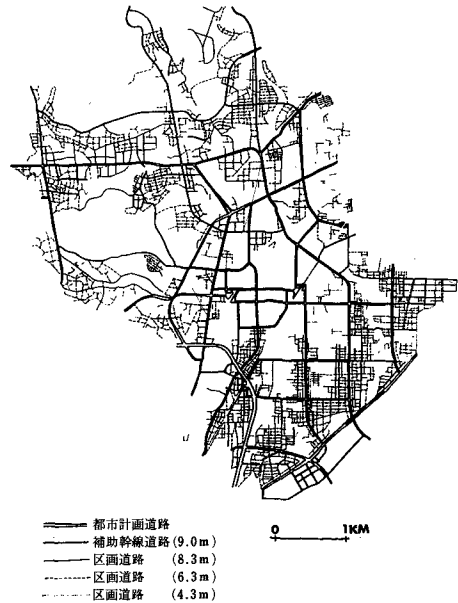 都市計画道路
補助幹線道路(9.0m)
区画道路 (8.3m)
区画道路 (6.3m)
区画道路 (4.3m)
0 1KM